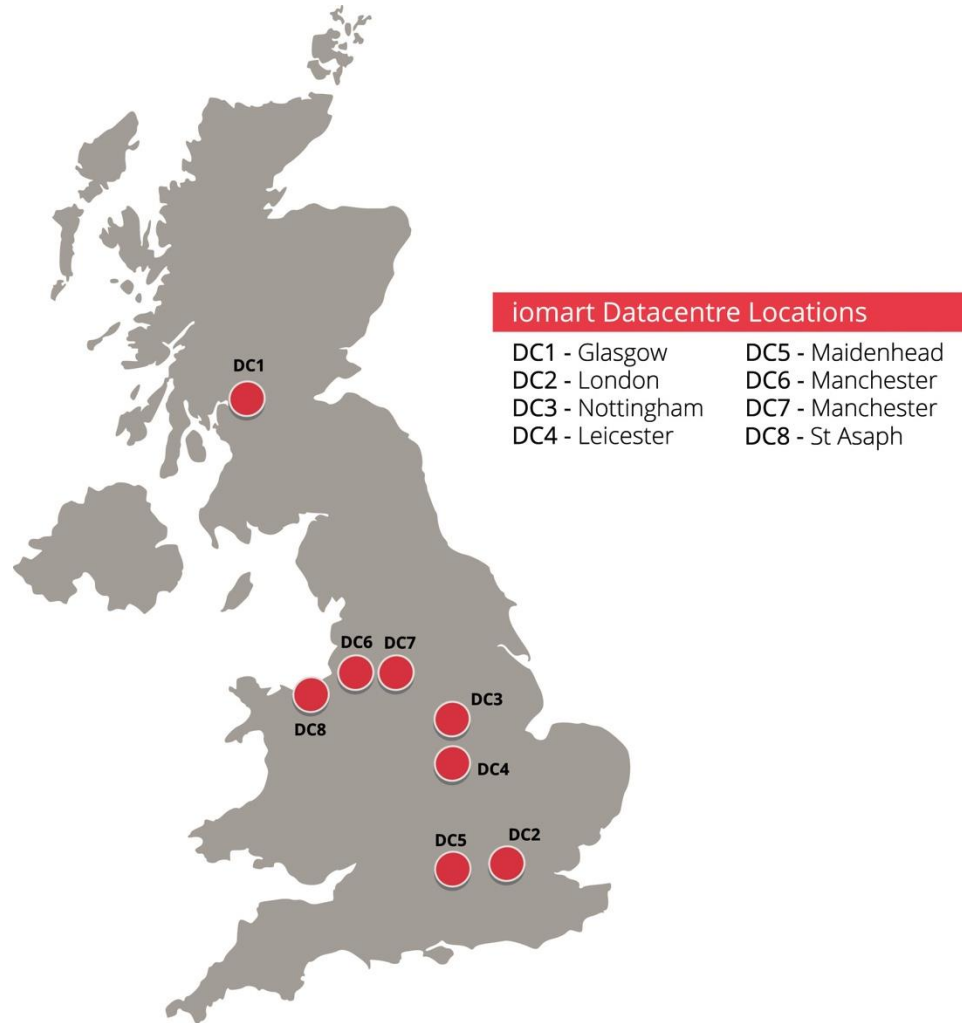 DC1
iomart Datacentre Locations
DC1 - Glasgow
DC2 - London
DC3 - Nottingham
DC4 - Leicester
DC5 - Maidenhead
DC6 - Manchester
DC7 - Manchester
DC8 - St Asaph
DC6
DC7
DC8
DC3
DC4
DC5
DC2